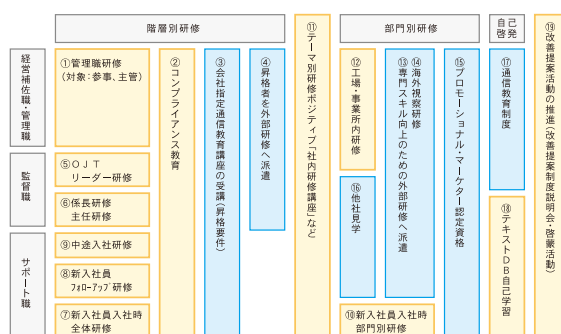 階層別研修
部門別研修
自己
啓発
経営補佐職・管理職
監督職
サポート職
①管理職研修
(対象:参事、主管)
⑤OJT
リーダー研修
⑥係長研修
主任研修
⑨中途入社研修
⑧新入社員
フォローアップ研修
⑦新入社員入社時
全体研修
②コンプライアンス教育
③会社指定通信教育講座の受講(昇格要件)
④昇格者を外部研修へ派遣
⑪テーマ別研修ポジティブ「社内研修講座」など
⑫工場・事業所内研修
⑯他社見学
⑭海外視察研修
⑬専門スキル向上のための外部研修へ派遣
⑮プロモーショナル・マーケター認定資格
⑩新入社員入社時
部門別研修
⑰通信教育制度
⑱テキストDB自己学習
⑲改善提案活動の推進(改善提案制度説明会・啓蒙活動)